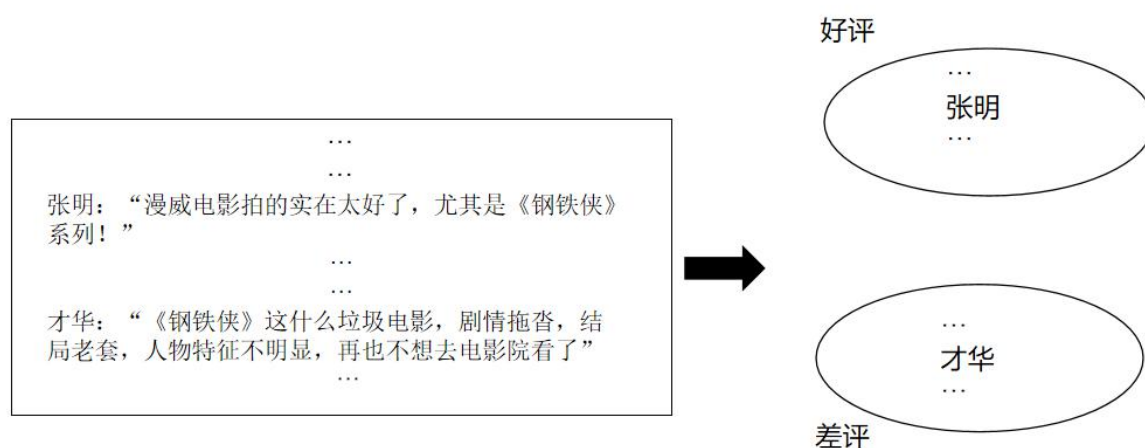 好评
…
张明
…
…
…
张明：“漫威电影拍的实在太好了，尤其是《钢铁侠》
系列！”
…
…
才华：“《钢铁侠》这什么垃圾电影，剧情拖沓，结
局老套，人物特征不明显，再也不想去电影院看了”
…
…
才华
…
差评